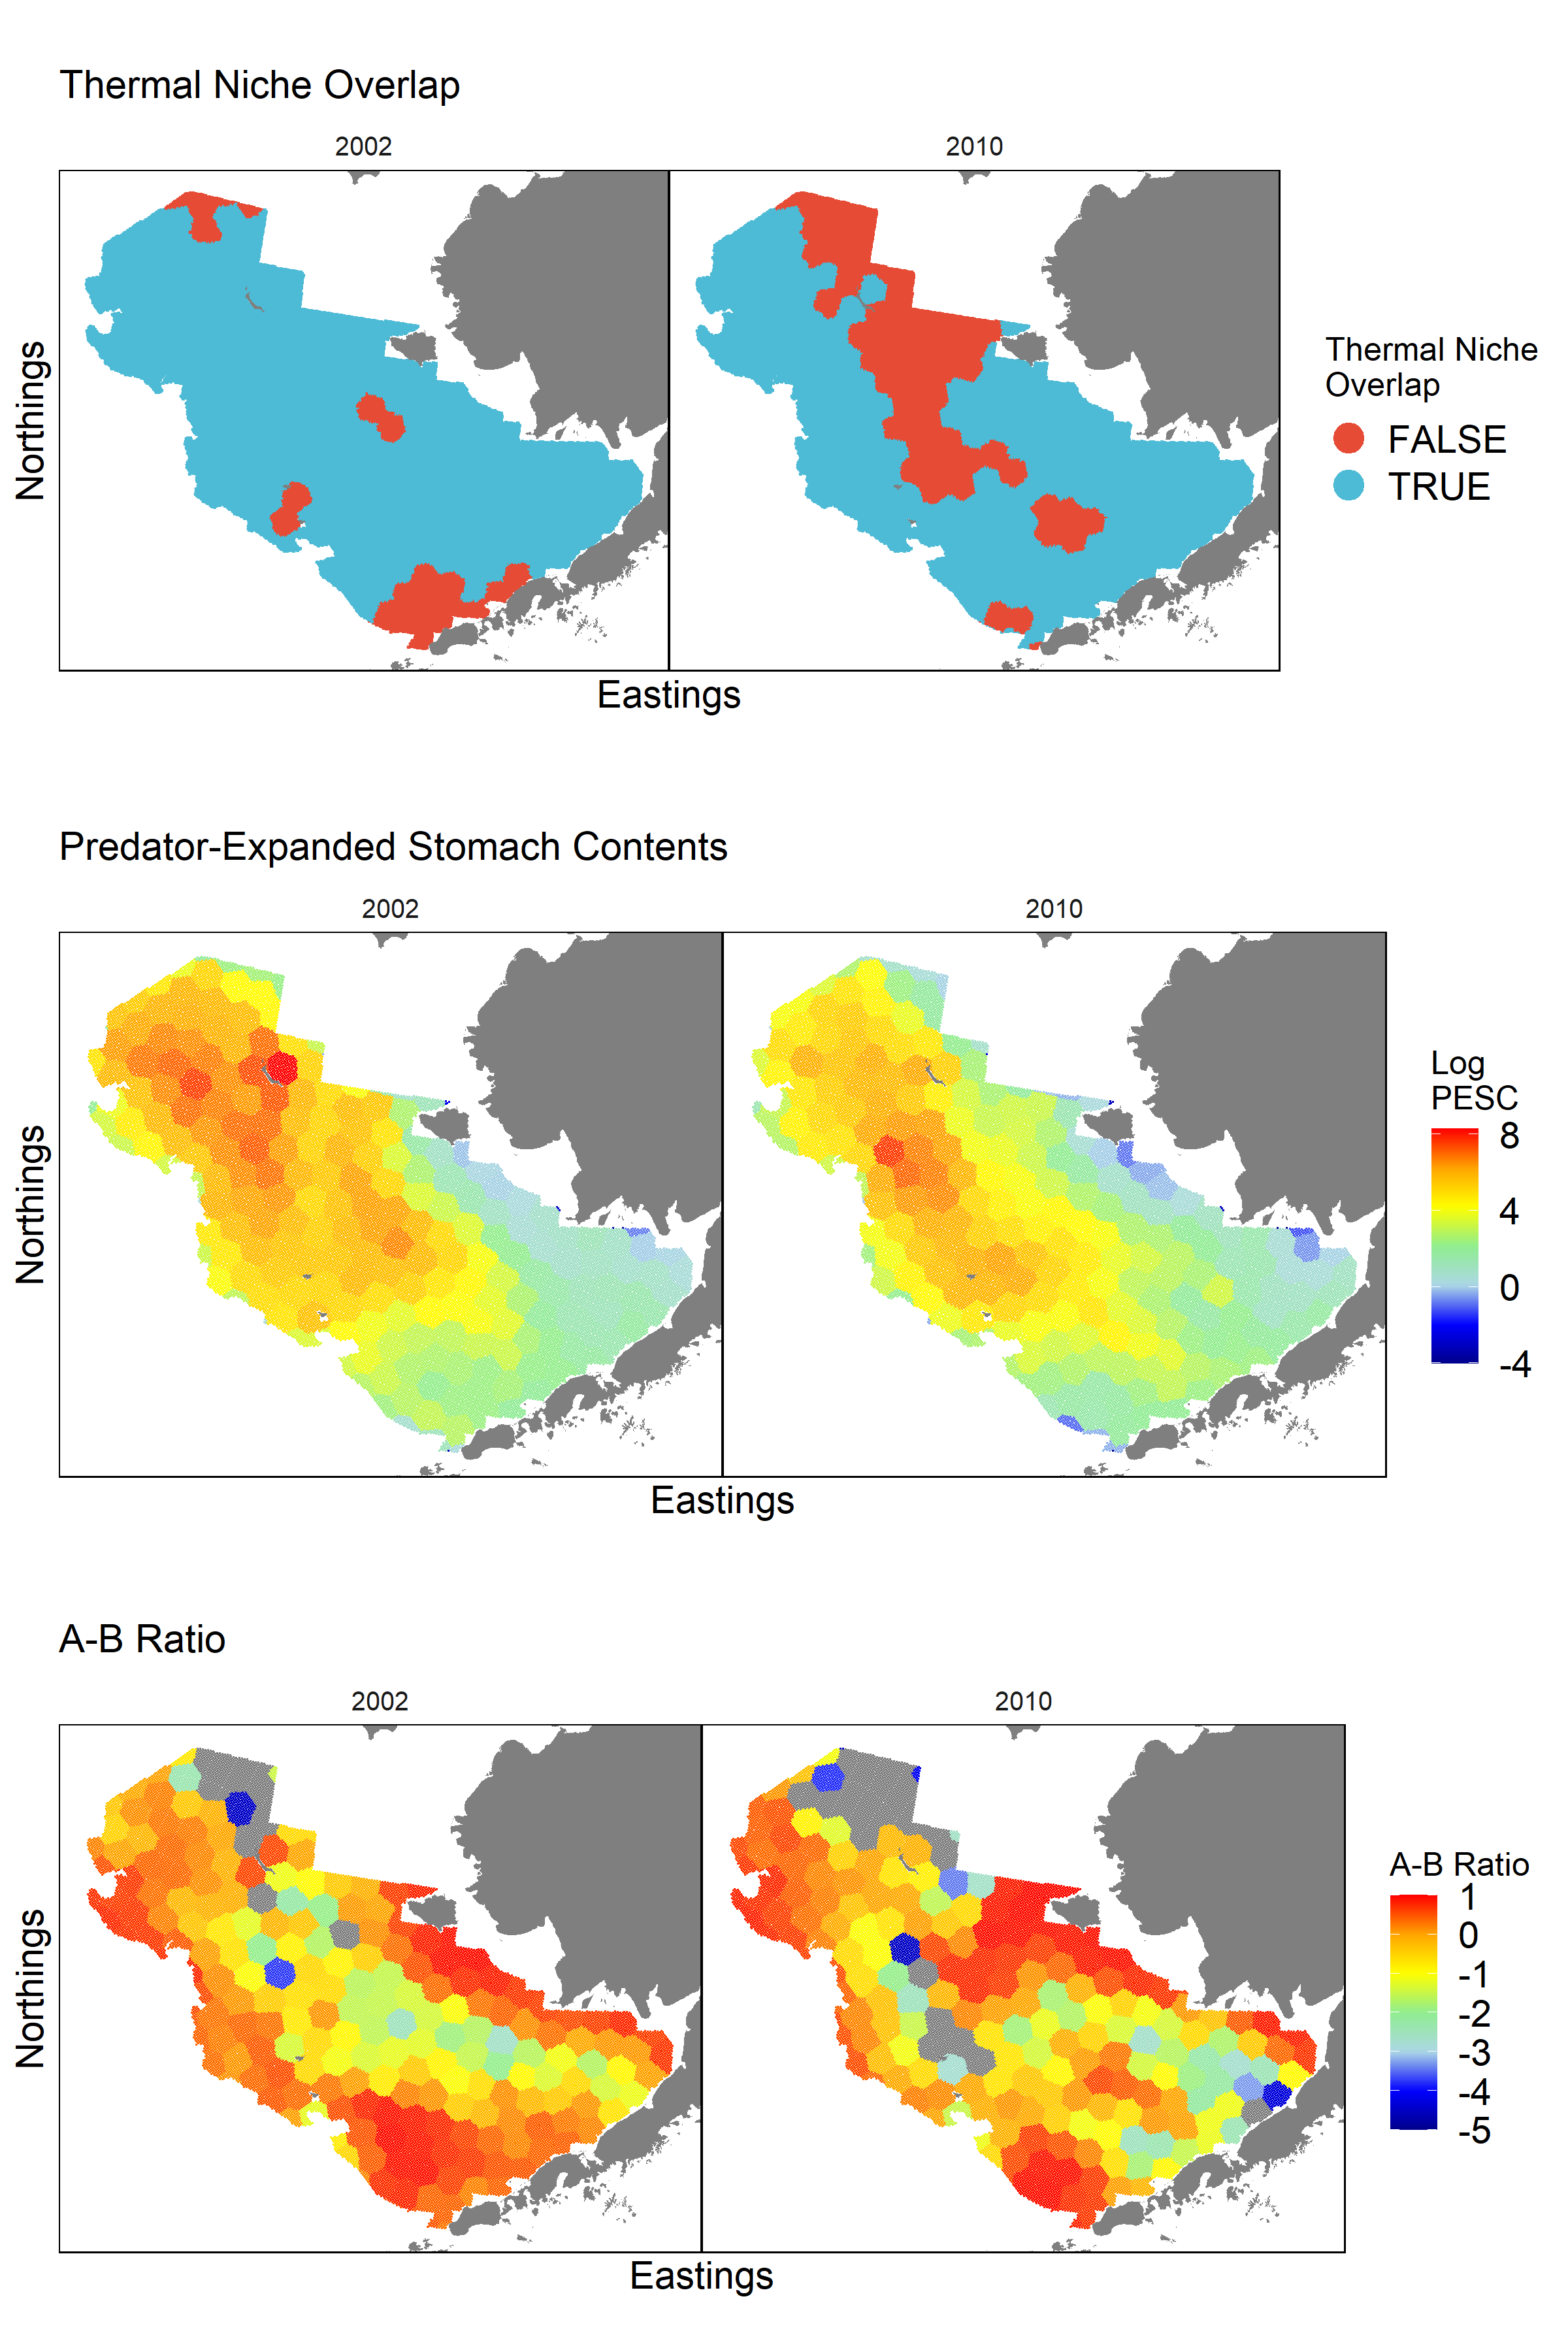 Thermal Niche Overlap
2002
2010
Northings
Eastings
Thermal Niche
Overlap
FALSE
TRUE
Predator-Expanded Stomach Contents
2002
2010
Northings
Eastings
Log
PESC
8
4
0
-4
A-B Ratio
2002
2010
Northings
Eastings
A-B Ratio
1
0
-1
-2
-3
-4
-5